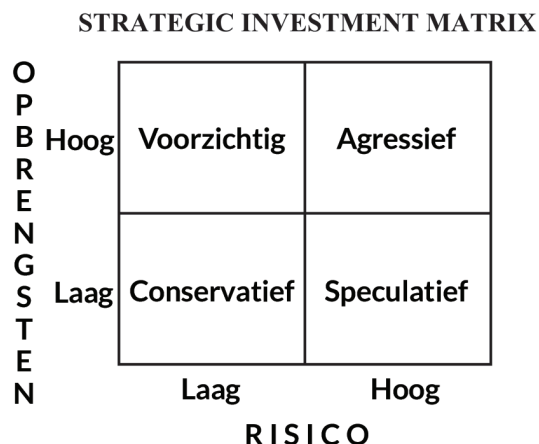 STRATEGIC INVESTMENT MATRIX
OPBRENGSTEN
Hoog Voorzichtig Agressief
Laag Conservatief Speculatief
Laag Hoog
RISICO